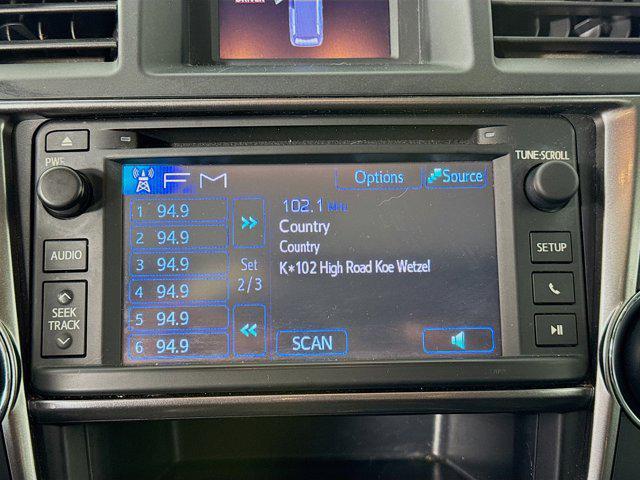 DRIVER
PWR
TUNE·SCROLL
FM
Options
Source
1 94.9
2 94.9
3 94.9
4 94.9
5 94.9
6 94.9
Set
2/3
102.1 MHz
Country
Country
K*102 High Road Koe Wetzel
SCAN
AUDIO
SEEK
TRACK
SETUP